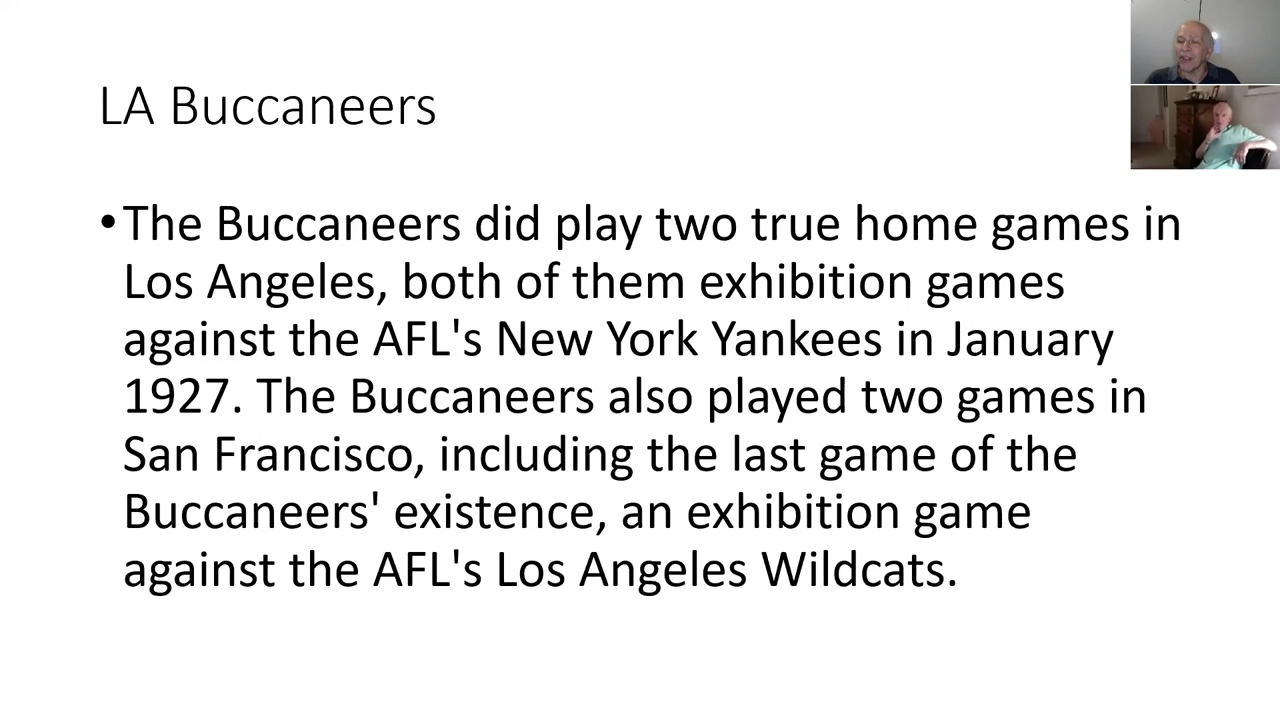 LA Buccaneers
•The Buccaneers did play two true home games in
Los Angeles, both of them exhibition games
against the AFL's New York Yankees in January
1927. The Buccaneers also played two games in
San Francisco, including the last game of the
Buccaneers' existence, an exhibition game
against the AFL's Los Angeles Wildcats.